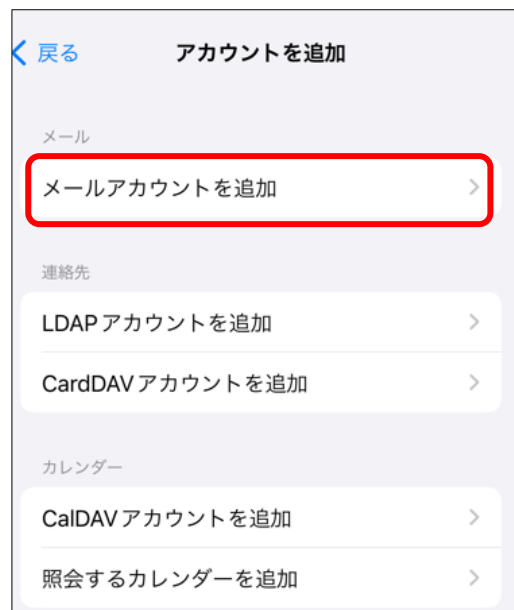 戻る アカウントを追加
メール
メールアカウントを追加
連絡先
LDAPアカウントを追加
CardDAVアカウントを追加
カレンダー
CalDAVアカウントを追加
照会するカレンダーを追加